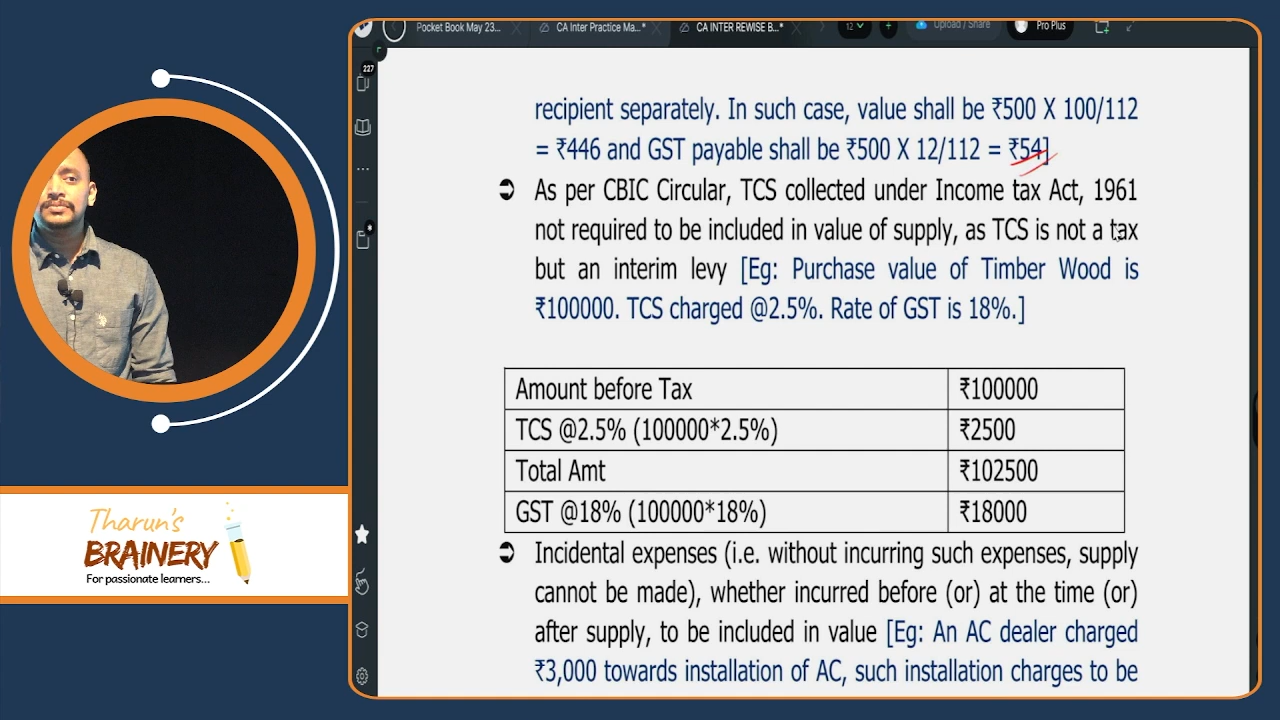 Pocket Book May 23...
CA Inter Practice Ma...*
CA INTER REWISE B...*
12
Upload / Share
Pro Plus
227
recipient separately. In such case, value shall be ₹500 X 100/112
= ₹446 and GST payable shall be ₹500 X 12/112 = ₹54]
➲ As per CBIC Circular, TCS collected under Income tax Act, 1961
not required to be included in value of supply, as TCS is not a tax
but an interim levy [Eg: Purchase value of Timber Wood is
₹100000. TCS charged @2.5%. Rate of GST is 18%.]
Amount before Tax ₹100000
TCS @2.5% (100000*2.5%) ₹2500
Total Amt ₹102500
GST @18% (100000*18%) ₹18000
➲ Incidental expenses (i.e. without incurring such expenses, supply
cannot be made), whether incurred before (or) at the time (or)
after supply, to be included in value [Eg: An AC dealer charged
₹3,000 towards installation of AC, such installation charges to be
Tharun's
BRAINERY
For passionate learners...